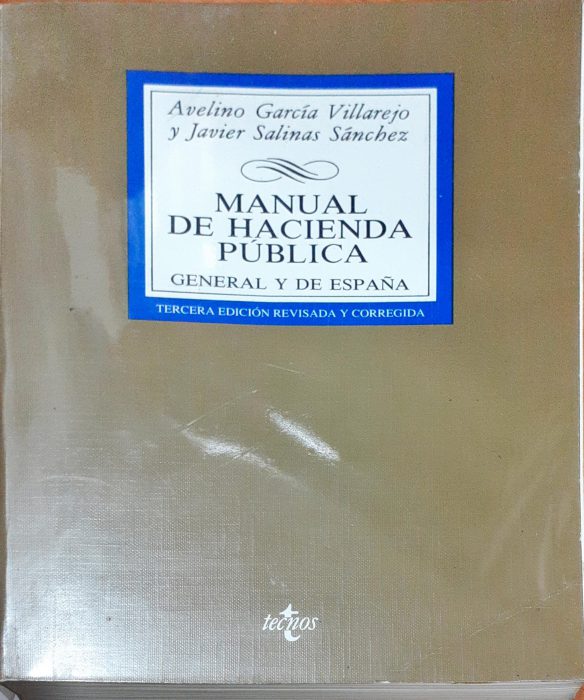 Avelino García Villarejo
y Javier Salinas Sánchez
MANUAL
DE HACIENDA
PÚBLICA
GENERAL Y DE ESPAÑA
TERCERA EDICIÓN REVISADA Y CORREGIDA
tecnos